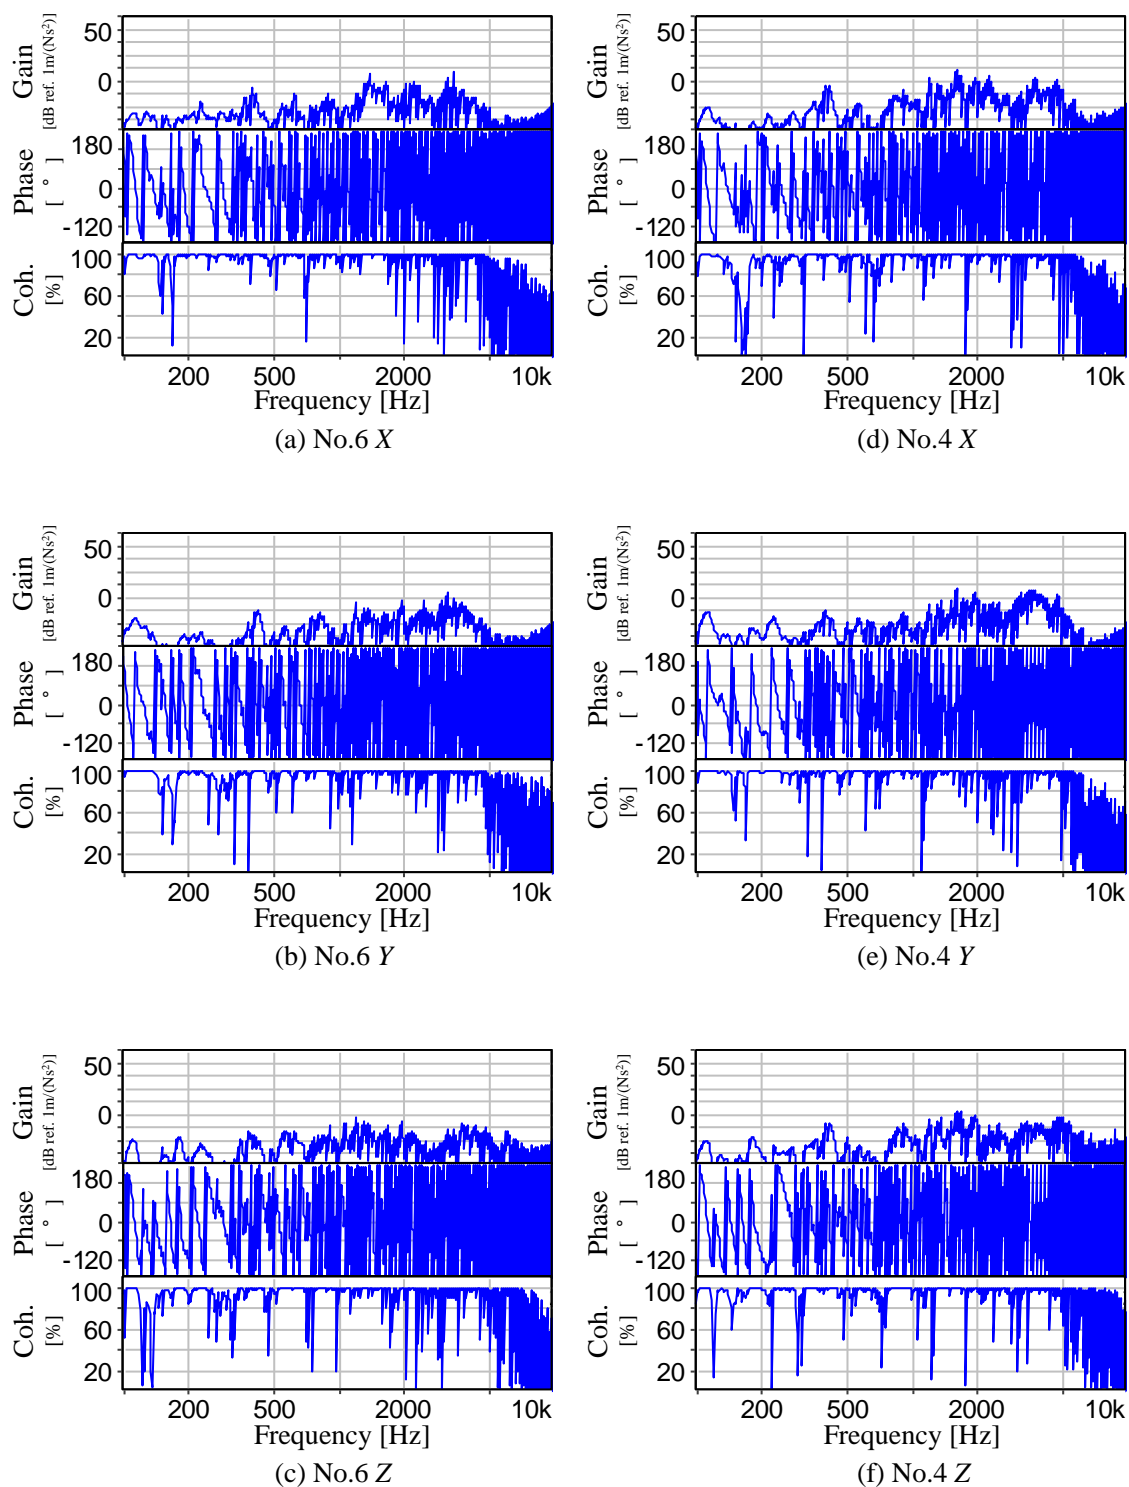 50
0
Gain
[dB ref. 1m/(Ns²)]
180
0
-120
Phase
[ ° ]
100
60
20
Coh.
[%]
200 500 2000 10k
Frequency [Hz]
(a) No.6 X
50
0
Gain
[dB ref. 1m/(Ns²)]
180
0
-120
Phase
[ ° ]
100
60
20
Coh.
[%]
200 500 2000 10k
Frequency [Hz]
(d) No.4 X
50
0
Gain
[dB ref. 1m/(Ns²)]
180
0
-120
Phase
[ ° ]
100
60
20
Coh.
[%]
200 500 2000 10k
Frequency [Hz]
(b) No.6 Y
50
0
Gain
[dB ref. 1m/(Ns²)]
180
0
-120
Phase
[ ° ]
100
60
20
Coh.
[%]
200 500 2000 10k
Frequency [Hz]
(e) No.4 Y
50
0
Gain
[dB ref. 1m/(Ns²)]
180
0
-120
Phase
[ ° ]
100
60
20
Coh.
[%]
200 500 2000 10k
Frequency [Hz]
(c) No.6 Z
50
0
Gain
[dB ref. 1m/(Ns²)]
180
0
-120
Phase
[ ° ]
100
60
20
Coh.
[%]
200 500 2000 10k
Frequency [Hz]
(f) No.4 Z